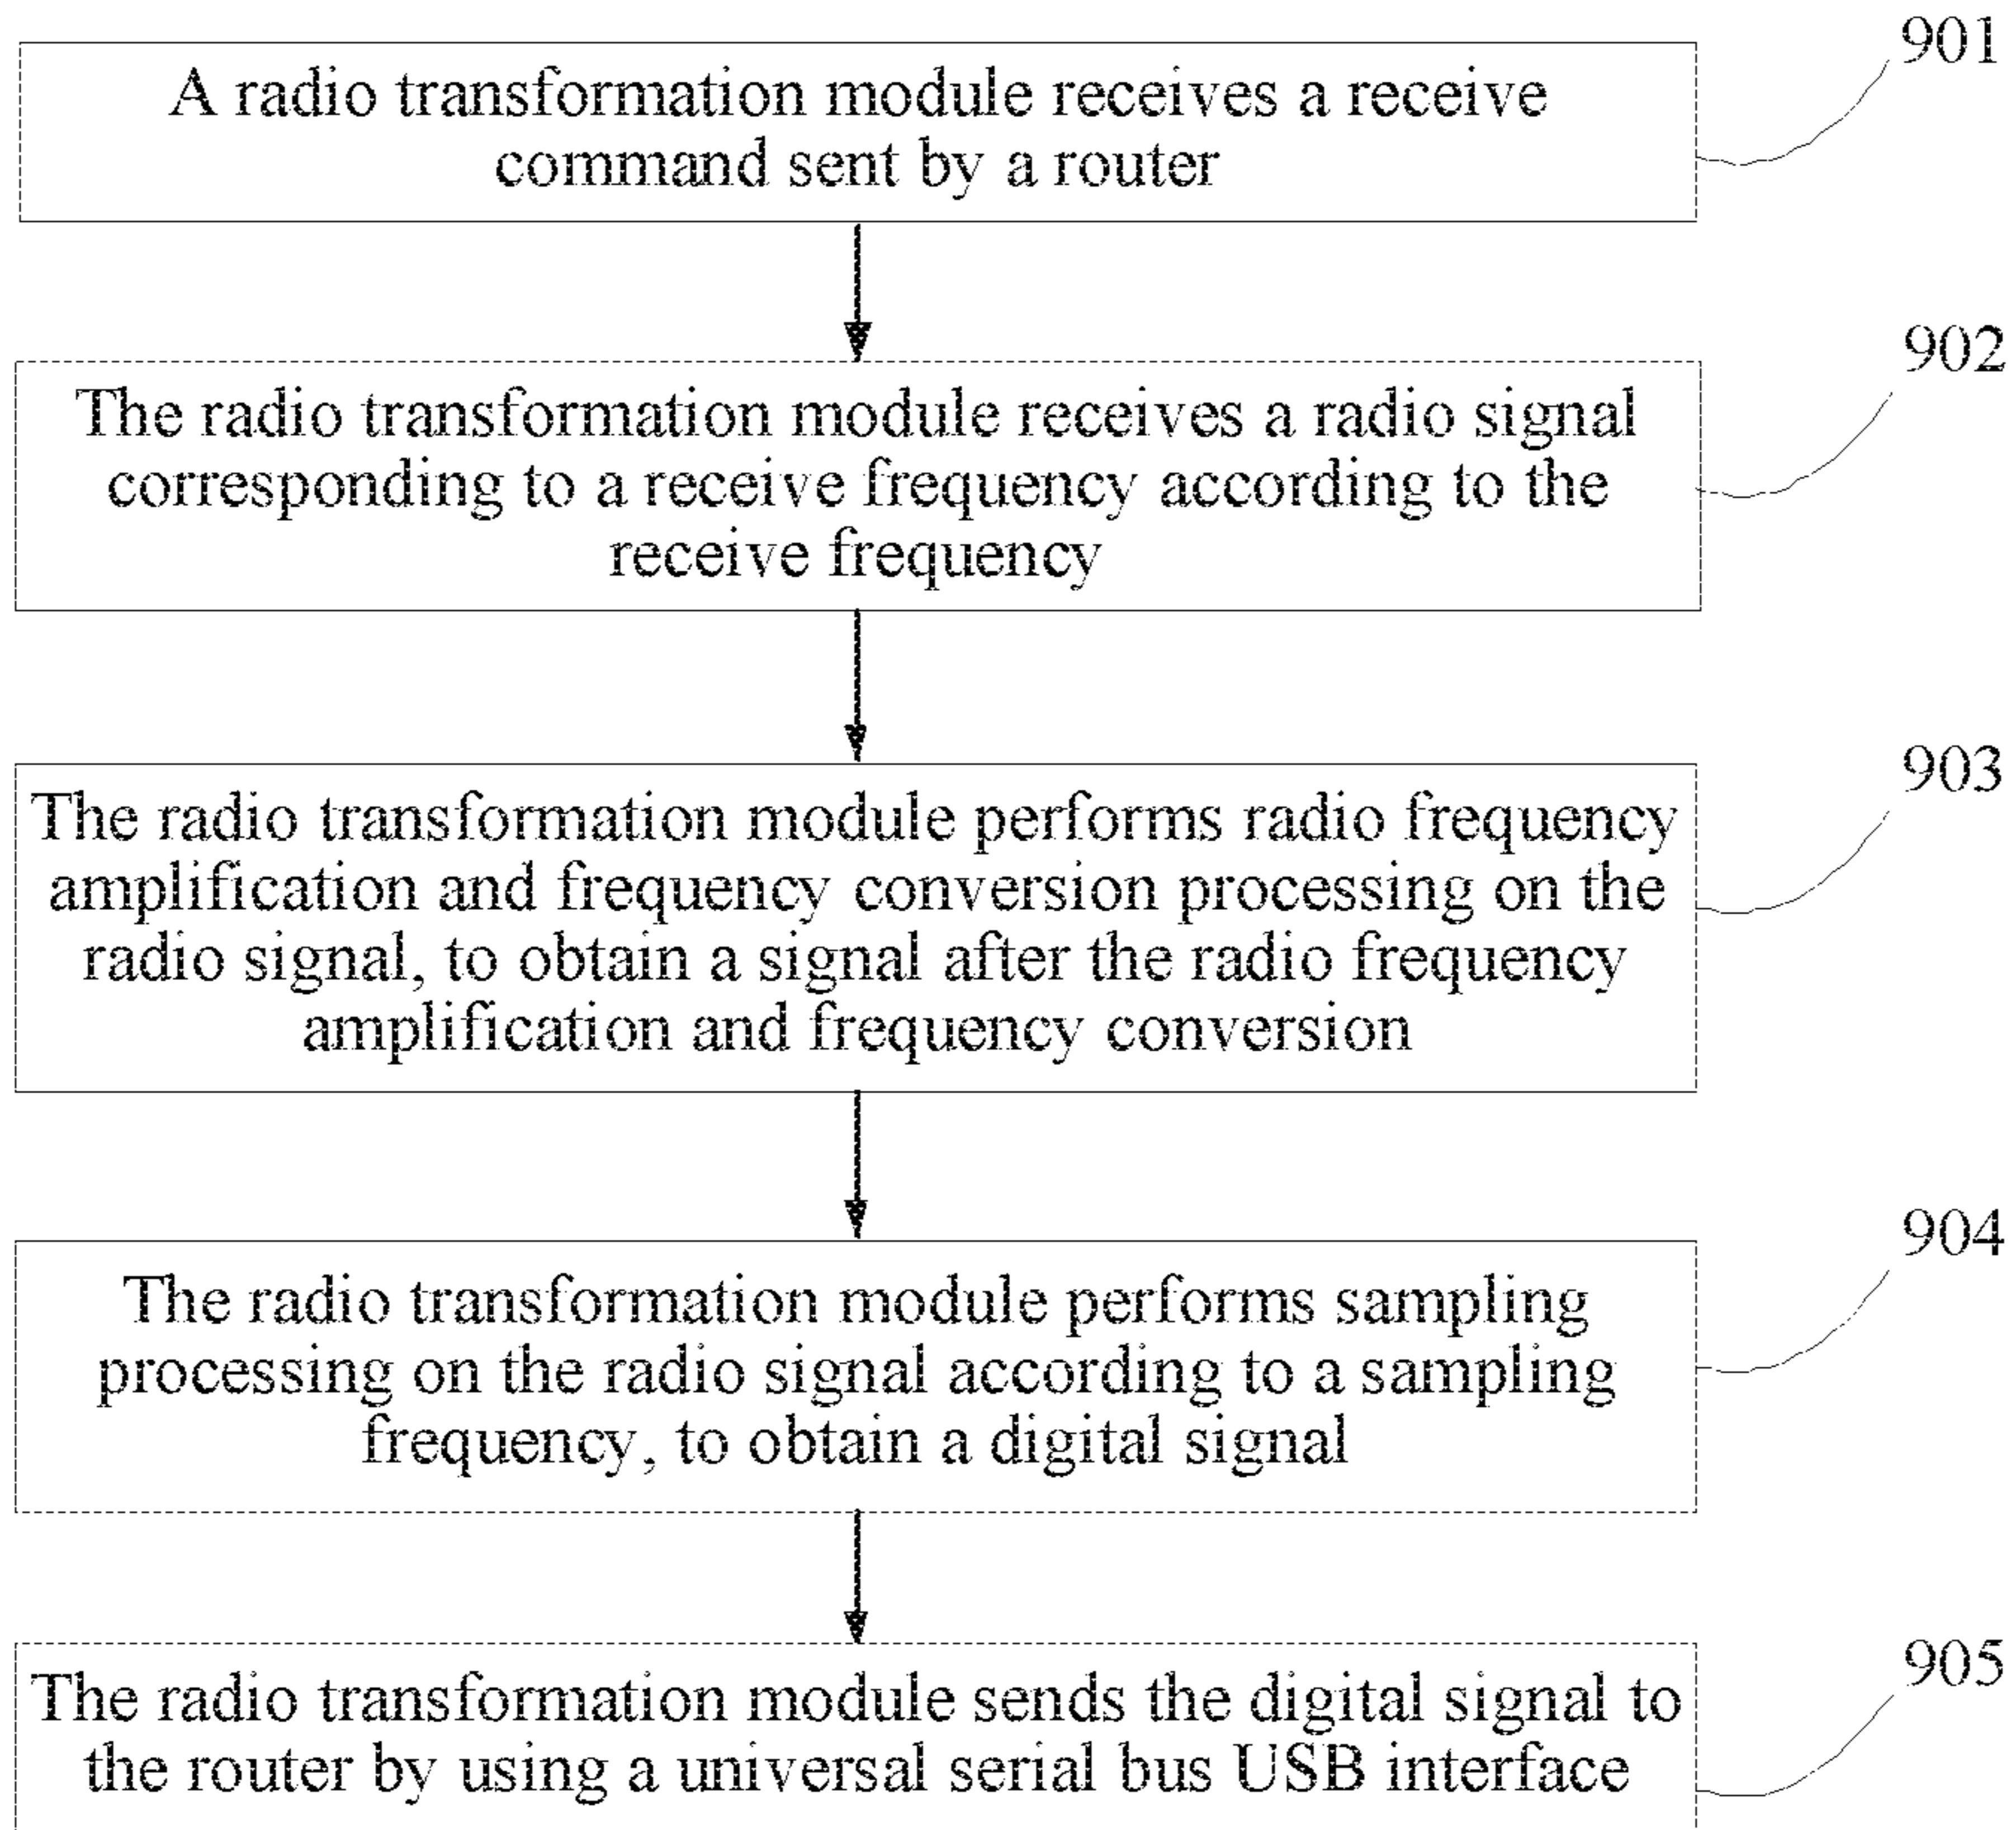 901
A radio transformation module receives a receive
command sent by a router
902
The radio transformation module receives a radio signal
corresponding to a receive frequency according to the
receive frequency
903
The radio transformation module performs radio frequency
amplification and frequency conversion processing on the
radio signal, to obtain a signal after the radio frequency
amplification and frequency conversion
904
The radio transformation module performs sampling
processing on the radio signal according to a sampling
frequency, to obtain a digital signal
905
The radio transformation module sends the digital signal to
the router by using a universal serial bus USB interface